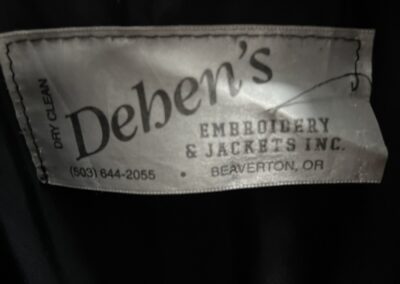 DRY CLEAN
Deben's
EMBROIDERY
& JACKETS INC.
(503) 644-2055 • BEAVERTON, OR